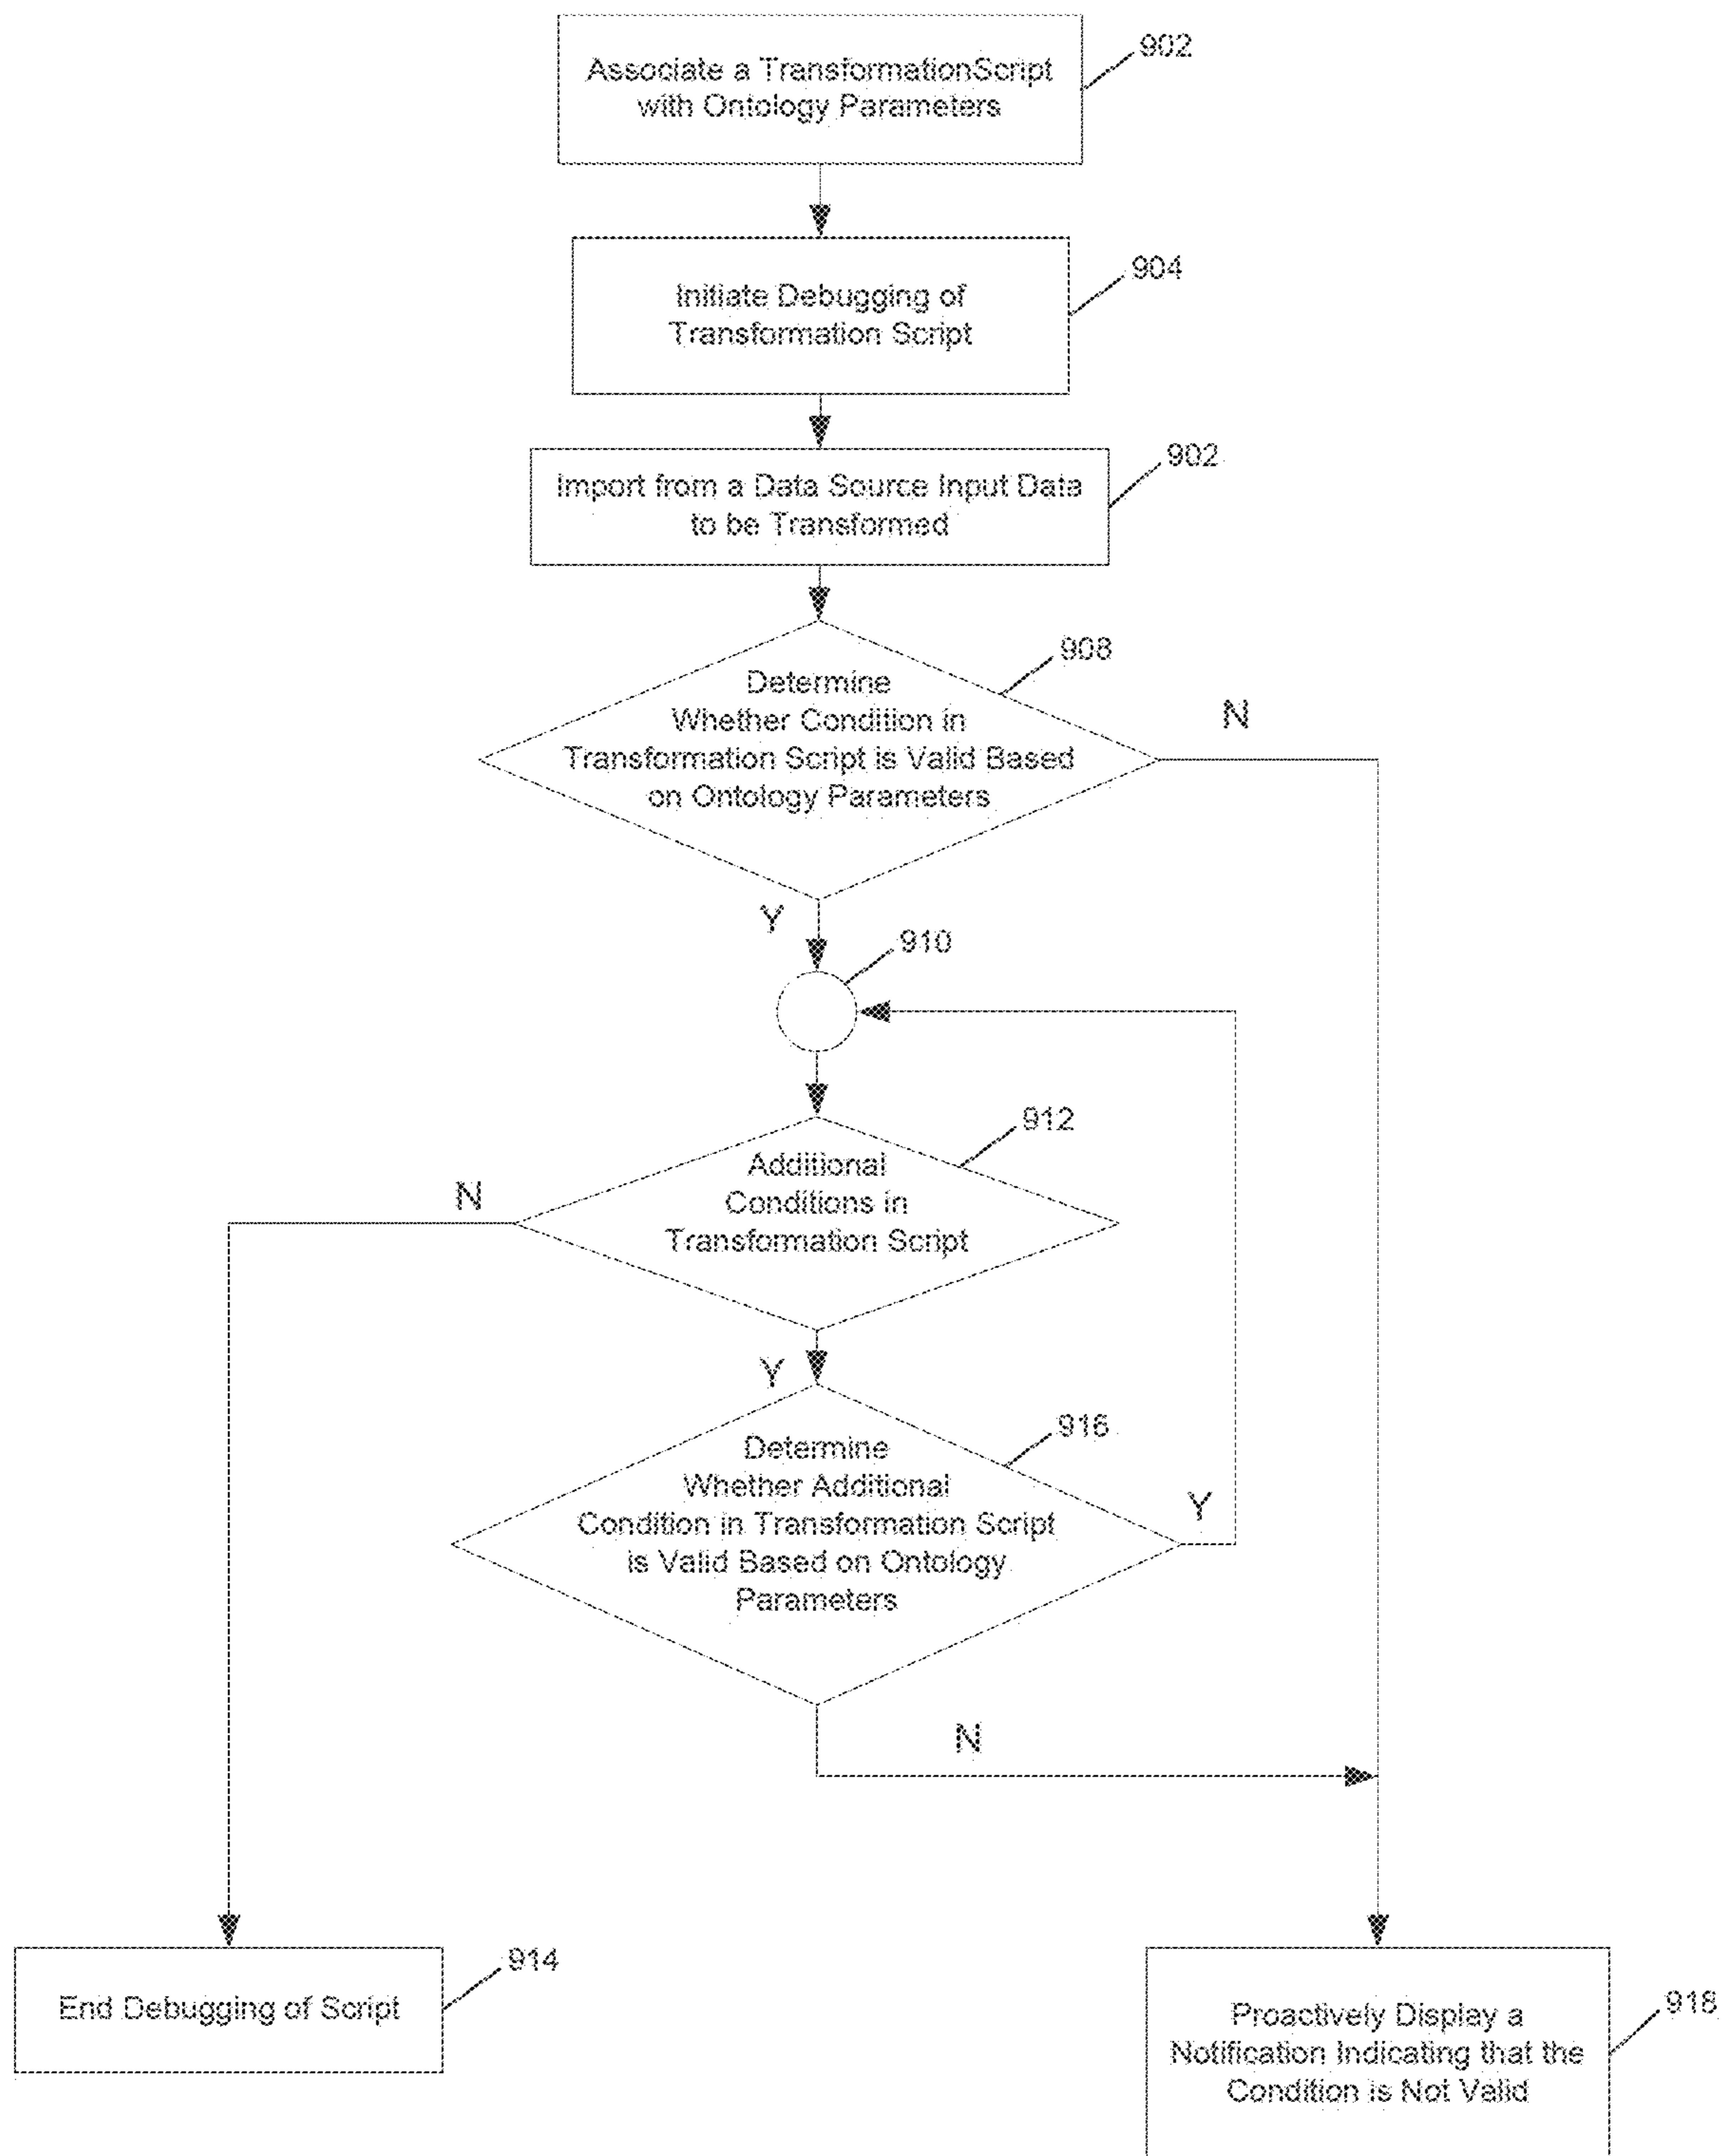 Associate a TransformationScript
with Ontology Parameters
902
Initiate Debugging of
Transformation Script
904
Import from a Data Source Input Data
to be Transformed
902
Determine
Whether Condition in
Transformation Script is Valid Based
on Ontology Parameters
908
N
Y
910
Additional
Conditions in
Transformation Script
912
N
Y
Determine
Whether Additional
Condition in Transformation Script
is Valid Based on Ontology
Parameters
916
Y
N
End Debugging of Script
914
Proactively Display a
Notification Indicating that the
Condition is Not Valid
918